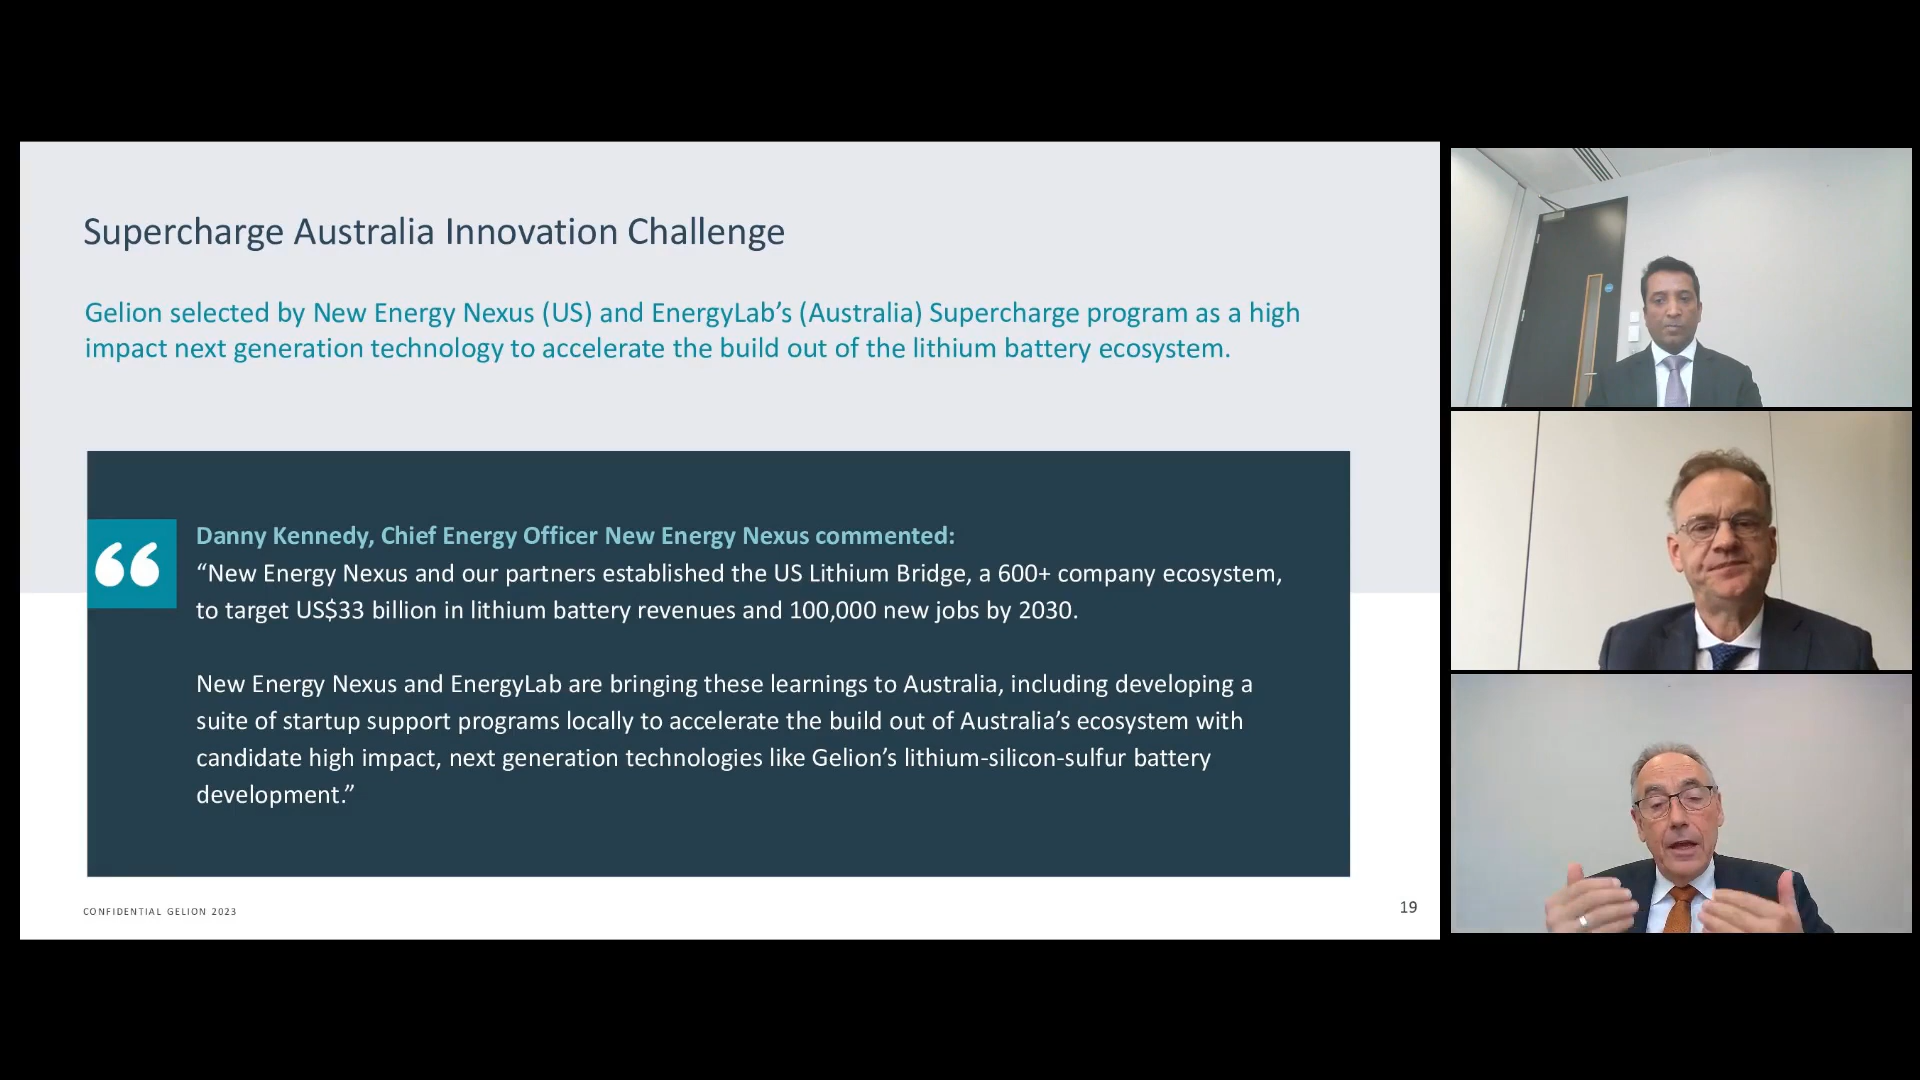 Supercharge Australia Innovation Challenge
Gelion selected by New Energy Nexus (US) and EnergyLab’s (Australia) Supercharge program as a high
impact next generation technology to accelerate the build out of the lithium battery ecosystem.
Danny Kennedy, Chief Energy Officer New Energy Nexus commented:
“New Energy Nexus and our partners established the US Lithium Bridge, a 600+ company ecosystem,
to target US$33 billion in lithium battery revenues and 100,000 new jobs by 2030.
New Energy Nexus and EnergyLab are bringing these learnings to Australia, including developing a
suite of startup support programs locally to accelerate the build out of Australia’s ecosystem with
candidate high impact, next generation technologies like Gelion’s lithium-silicon-sulfur battery
development.”
CONFIDENTIAL GELION 2023
19